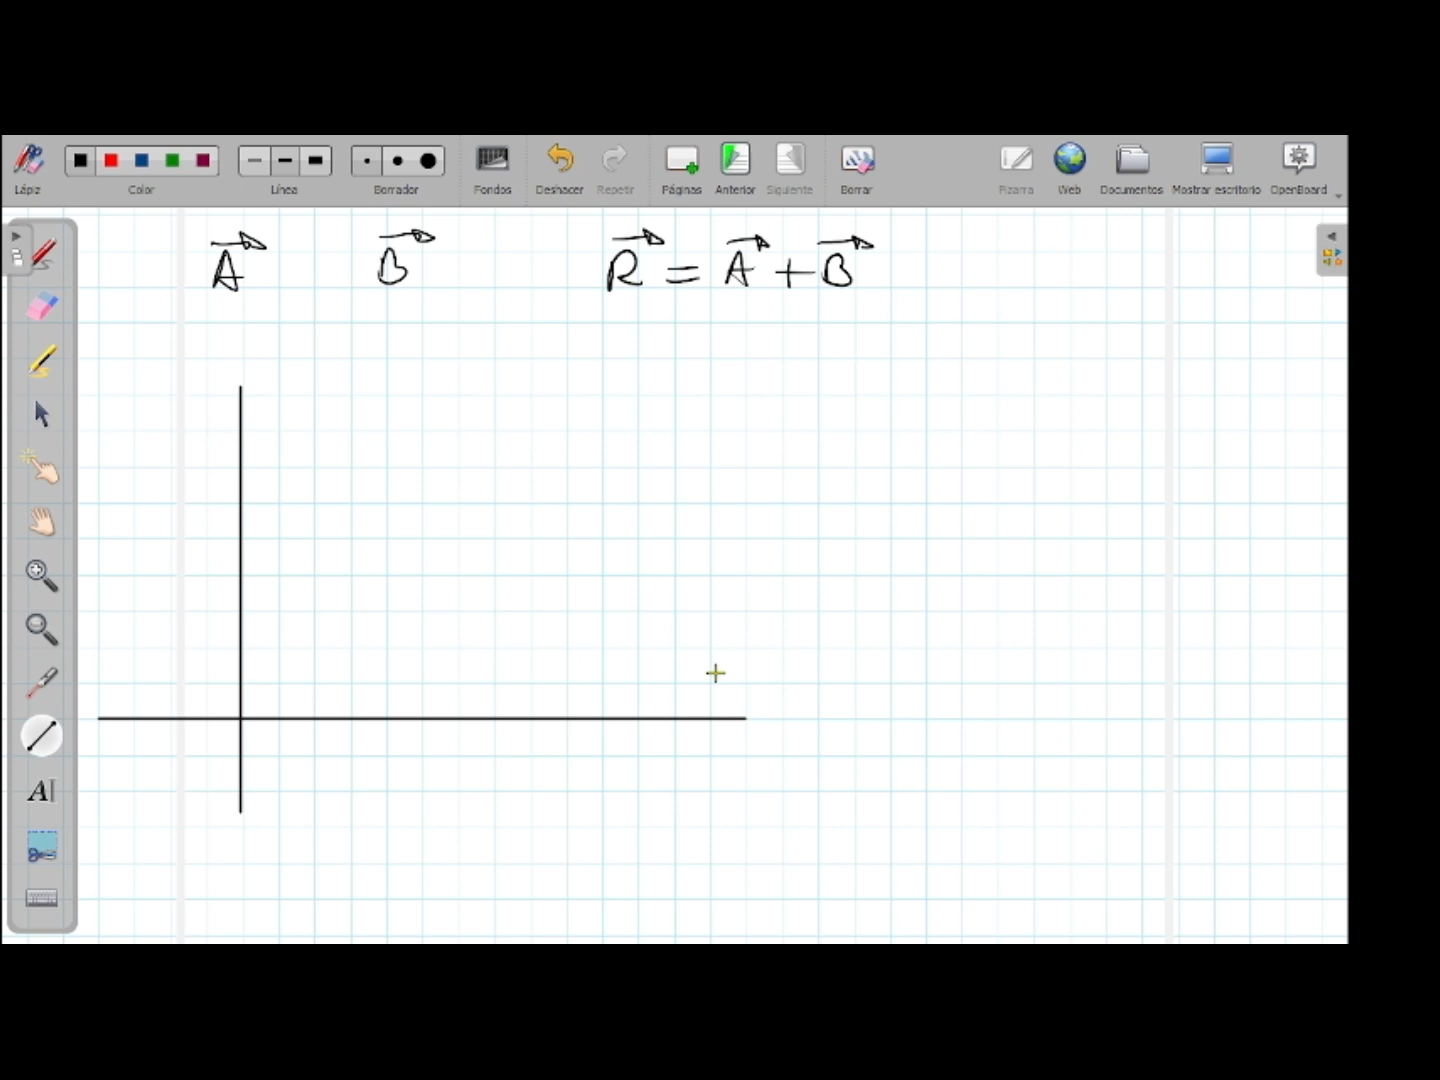 Lápiz Color Línea Borrador Fondos Deshacer Repetir Páginas Anterior Siguiente Borrar Pizarra Web Documentos Mostrar escritorio OpenBoard
A⃗ B⃗ R⃗ = A⃗ + B⃗
A